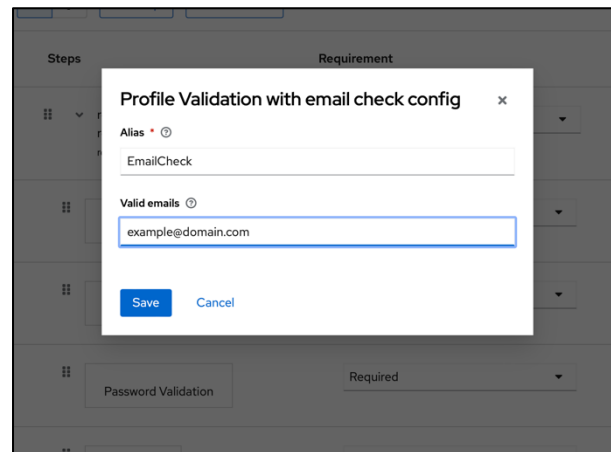 Steps
Requirement
Profile Validation with email check config
Alias *
EmailCheck
Valid emails
example@domain.com
Save
Cancel
Required
Password Validation